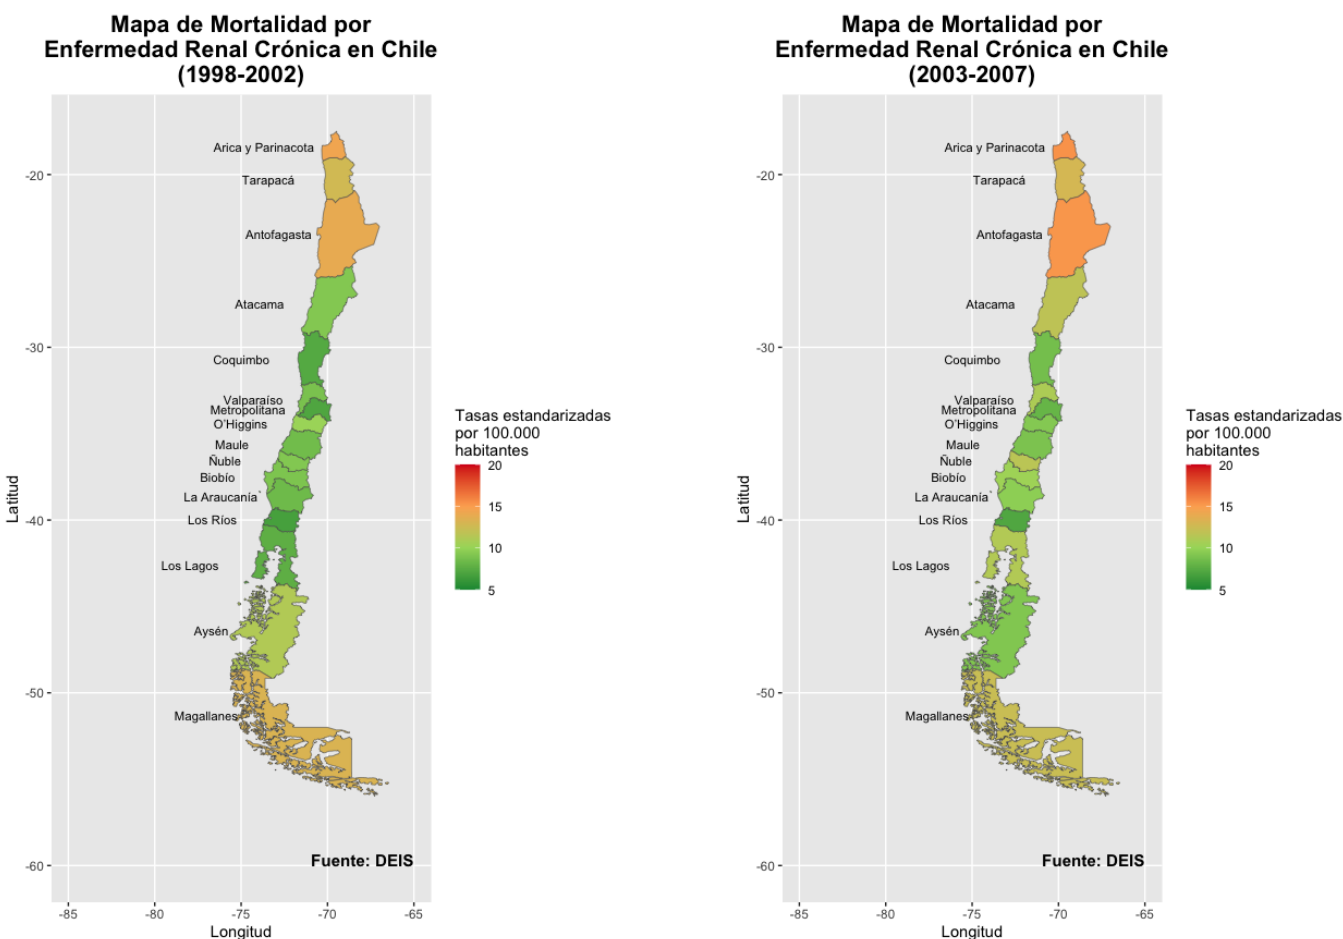 Mapa de Mortalidad por
Enfermedad Renal Crónica en Chile
(1998-2002)
Arica y Parinacota
-20
Tarapacá
Antofagasta
Atacama
-30
Coquimbo
Valparaíso
Metropolitana
O'Higgins
Maule
Ñuble
Biobío
La Araucanía
Los Ríos
-40
Los Lagos
Aysén
-50
Magallanes
-60
Fuente: DEIS
-85
-80
-75
-70
-65
Longitud
Latitud
Tasas estandarizadas
por 100.000
habitantes
20
15
10
5
Mapa de Mortalidad por
Enfermedad Renal Crónica en Chile
(2003-2007)
Arica y Parinacota
-20
Tarapacá
Antofagasta
Atacama
-30
Coquimbo
Valparaíso
Metropolitana
O'Higgins
Maule
Ñuble
Biobío
La Araucanía
Los Ríos
-40
Los Lagos
Aysén
-50
Magallanes
-60
Fuente: DEIS
-85
-80
-75
-70
-65
Longitud
Latitud
Tasas estandarizadas
por 100.000
habitantes
20
15
10
5